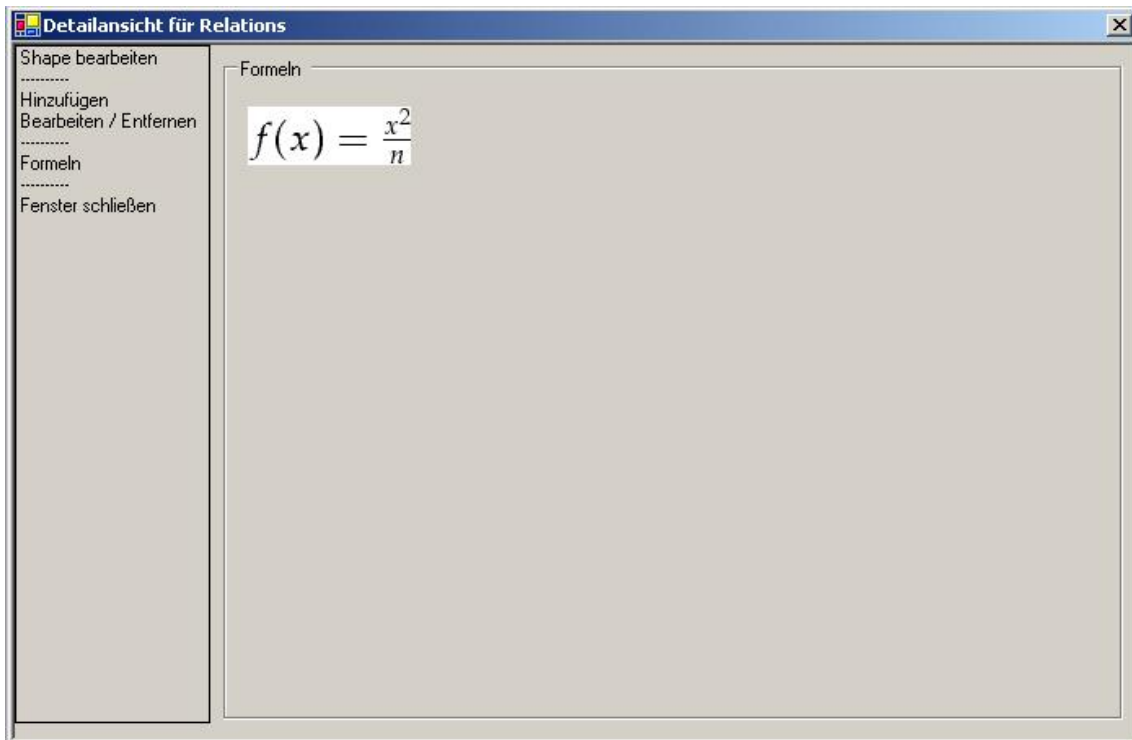 Detailansicht für Relations
Shape bearbeiten
----------
Hinzufügen
Bearbeiten / Entfernen
----------
Formeln
----------
Fenster schließen
Formeln
f(x) = x²/n